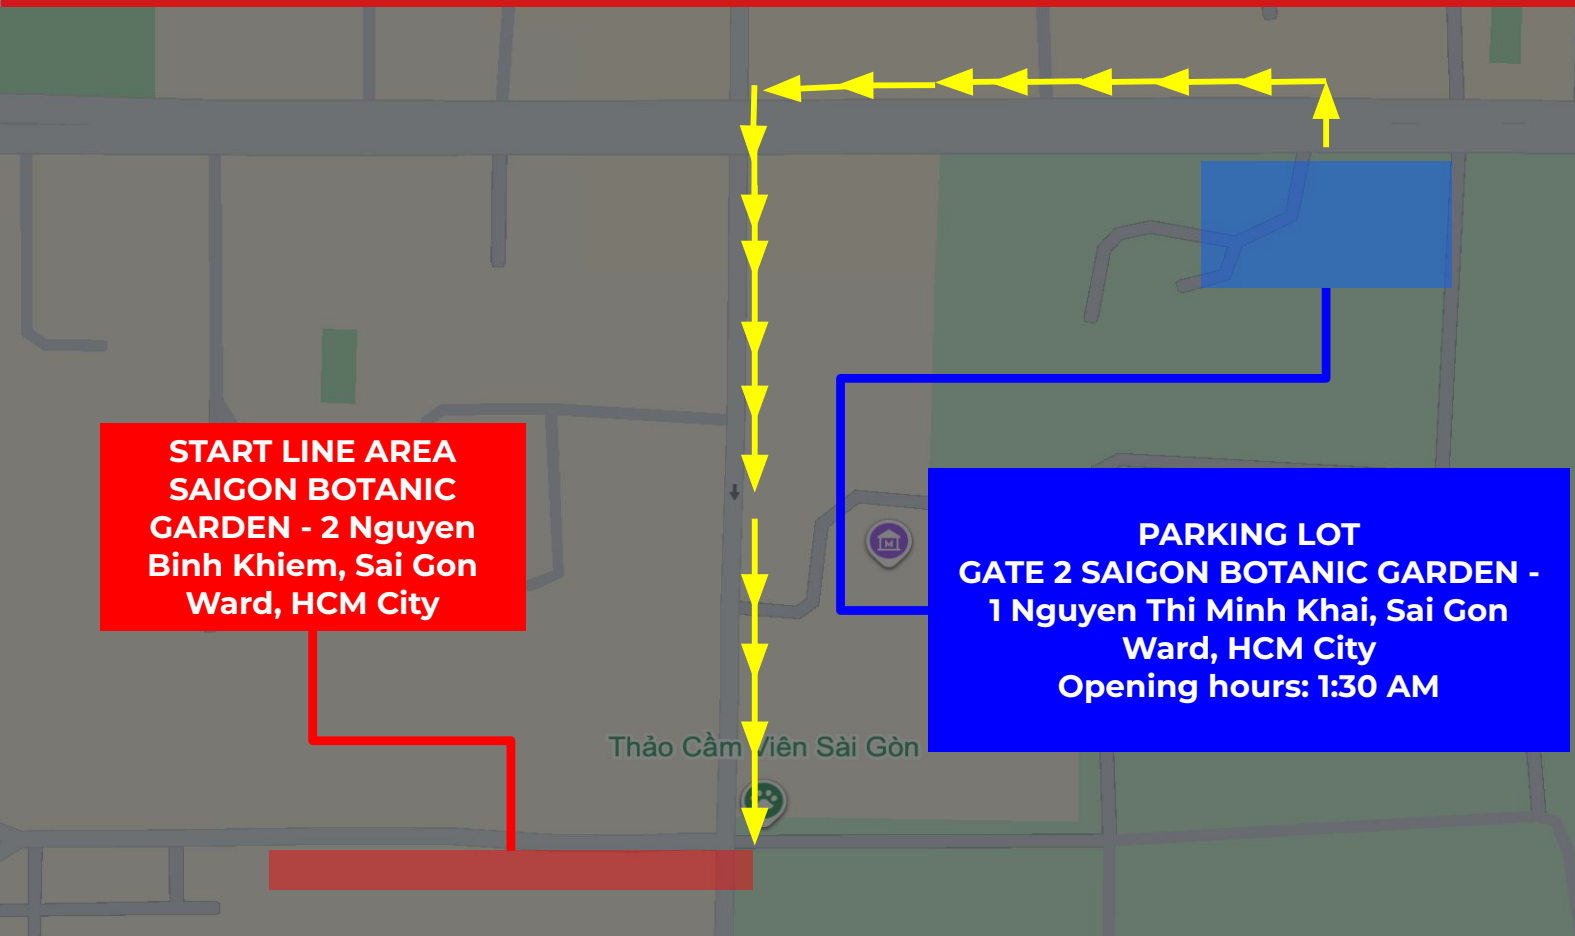 START LINE AREA
SAIGON BOTANIC
GARDEN - 2 Nguyen
Binh Khiem, Sai Gon
Ward, HCM City
PARKING LOT
GATE 2 SAIGON BOTANIC GARDEN -
1 Nguyen Thi Minh Khai, Sai Gon
Ward, HCM City
Opening hours: 1:30 AM
Thảo Cầm Viên Sài Gòn